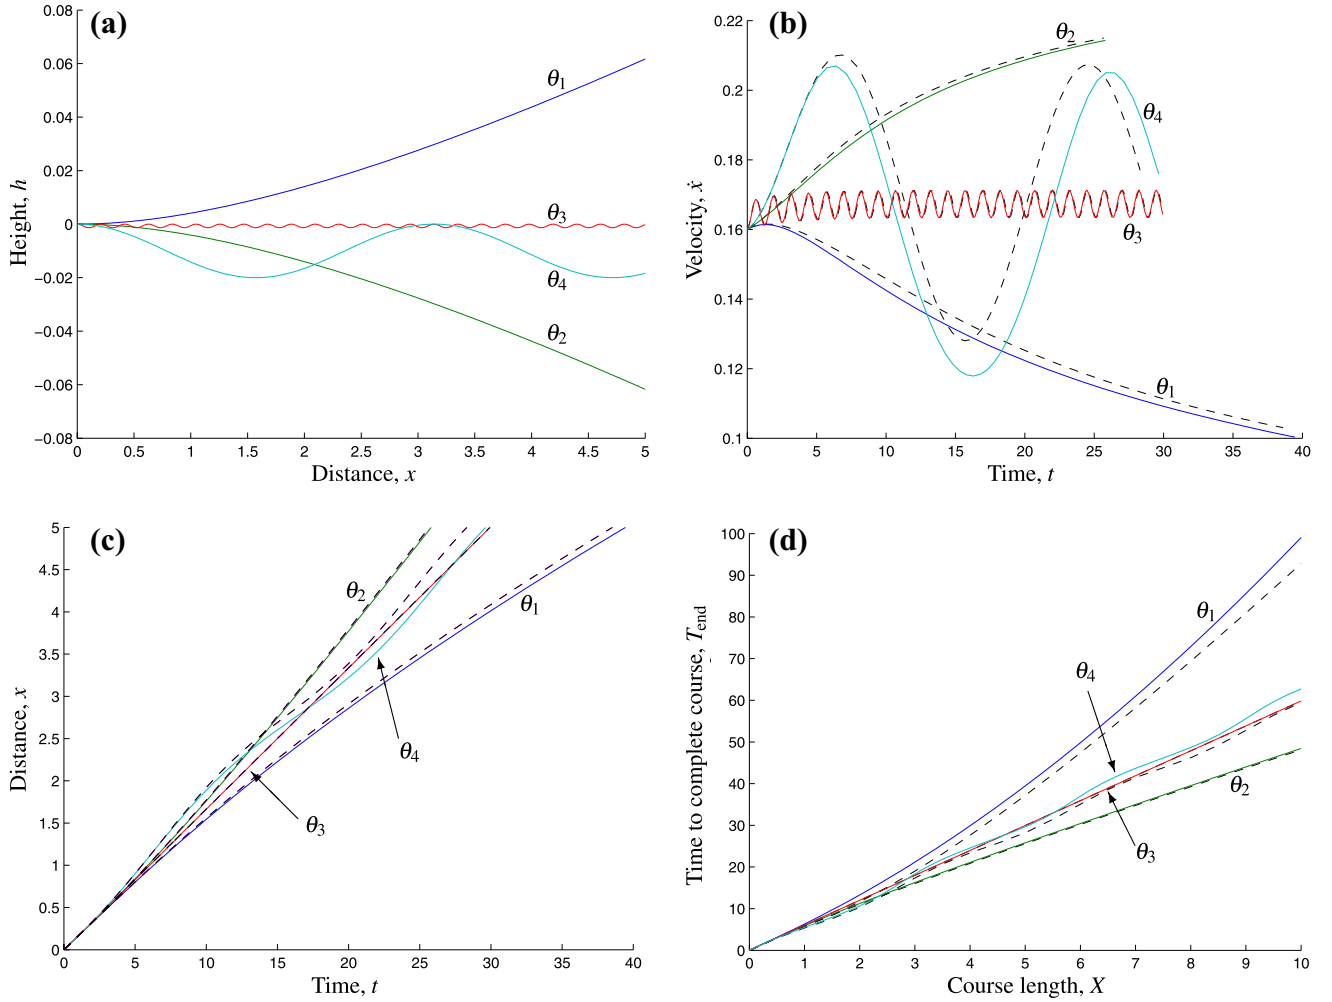 (a)
0.08
0.06
0.04
0.02
0
−0.02
−0.04
−0.06
−0.08
Height, h
θ1
θ3
θ4
θ2
0 0.5 1 1.5 2 2.5 3 3.5 4 4.5 5
Distance, x
(b)
0.22
0.2
0.18
0.16
0.14
0.12
0.1
Velocity, ẋ
θ2
θ4
θ3
θ1
0 5 10 15 20 25 30 35 40
Time, t
(c)
5
4.5
4
3.5
3
2.5
2
1.5
1
0.5
0
Distance, x
θ2
θ1
θ4
θ3
0 5 10 15 20 25 30 35 40
Time, t
(d)
100
90
80
70
60
50
40
30
20
10
0
Time to complete course, Tend
θ1
θ4
θ2
θ3
0 1 2 3 4 5 6 7 8 9 10
Course length, X